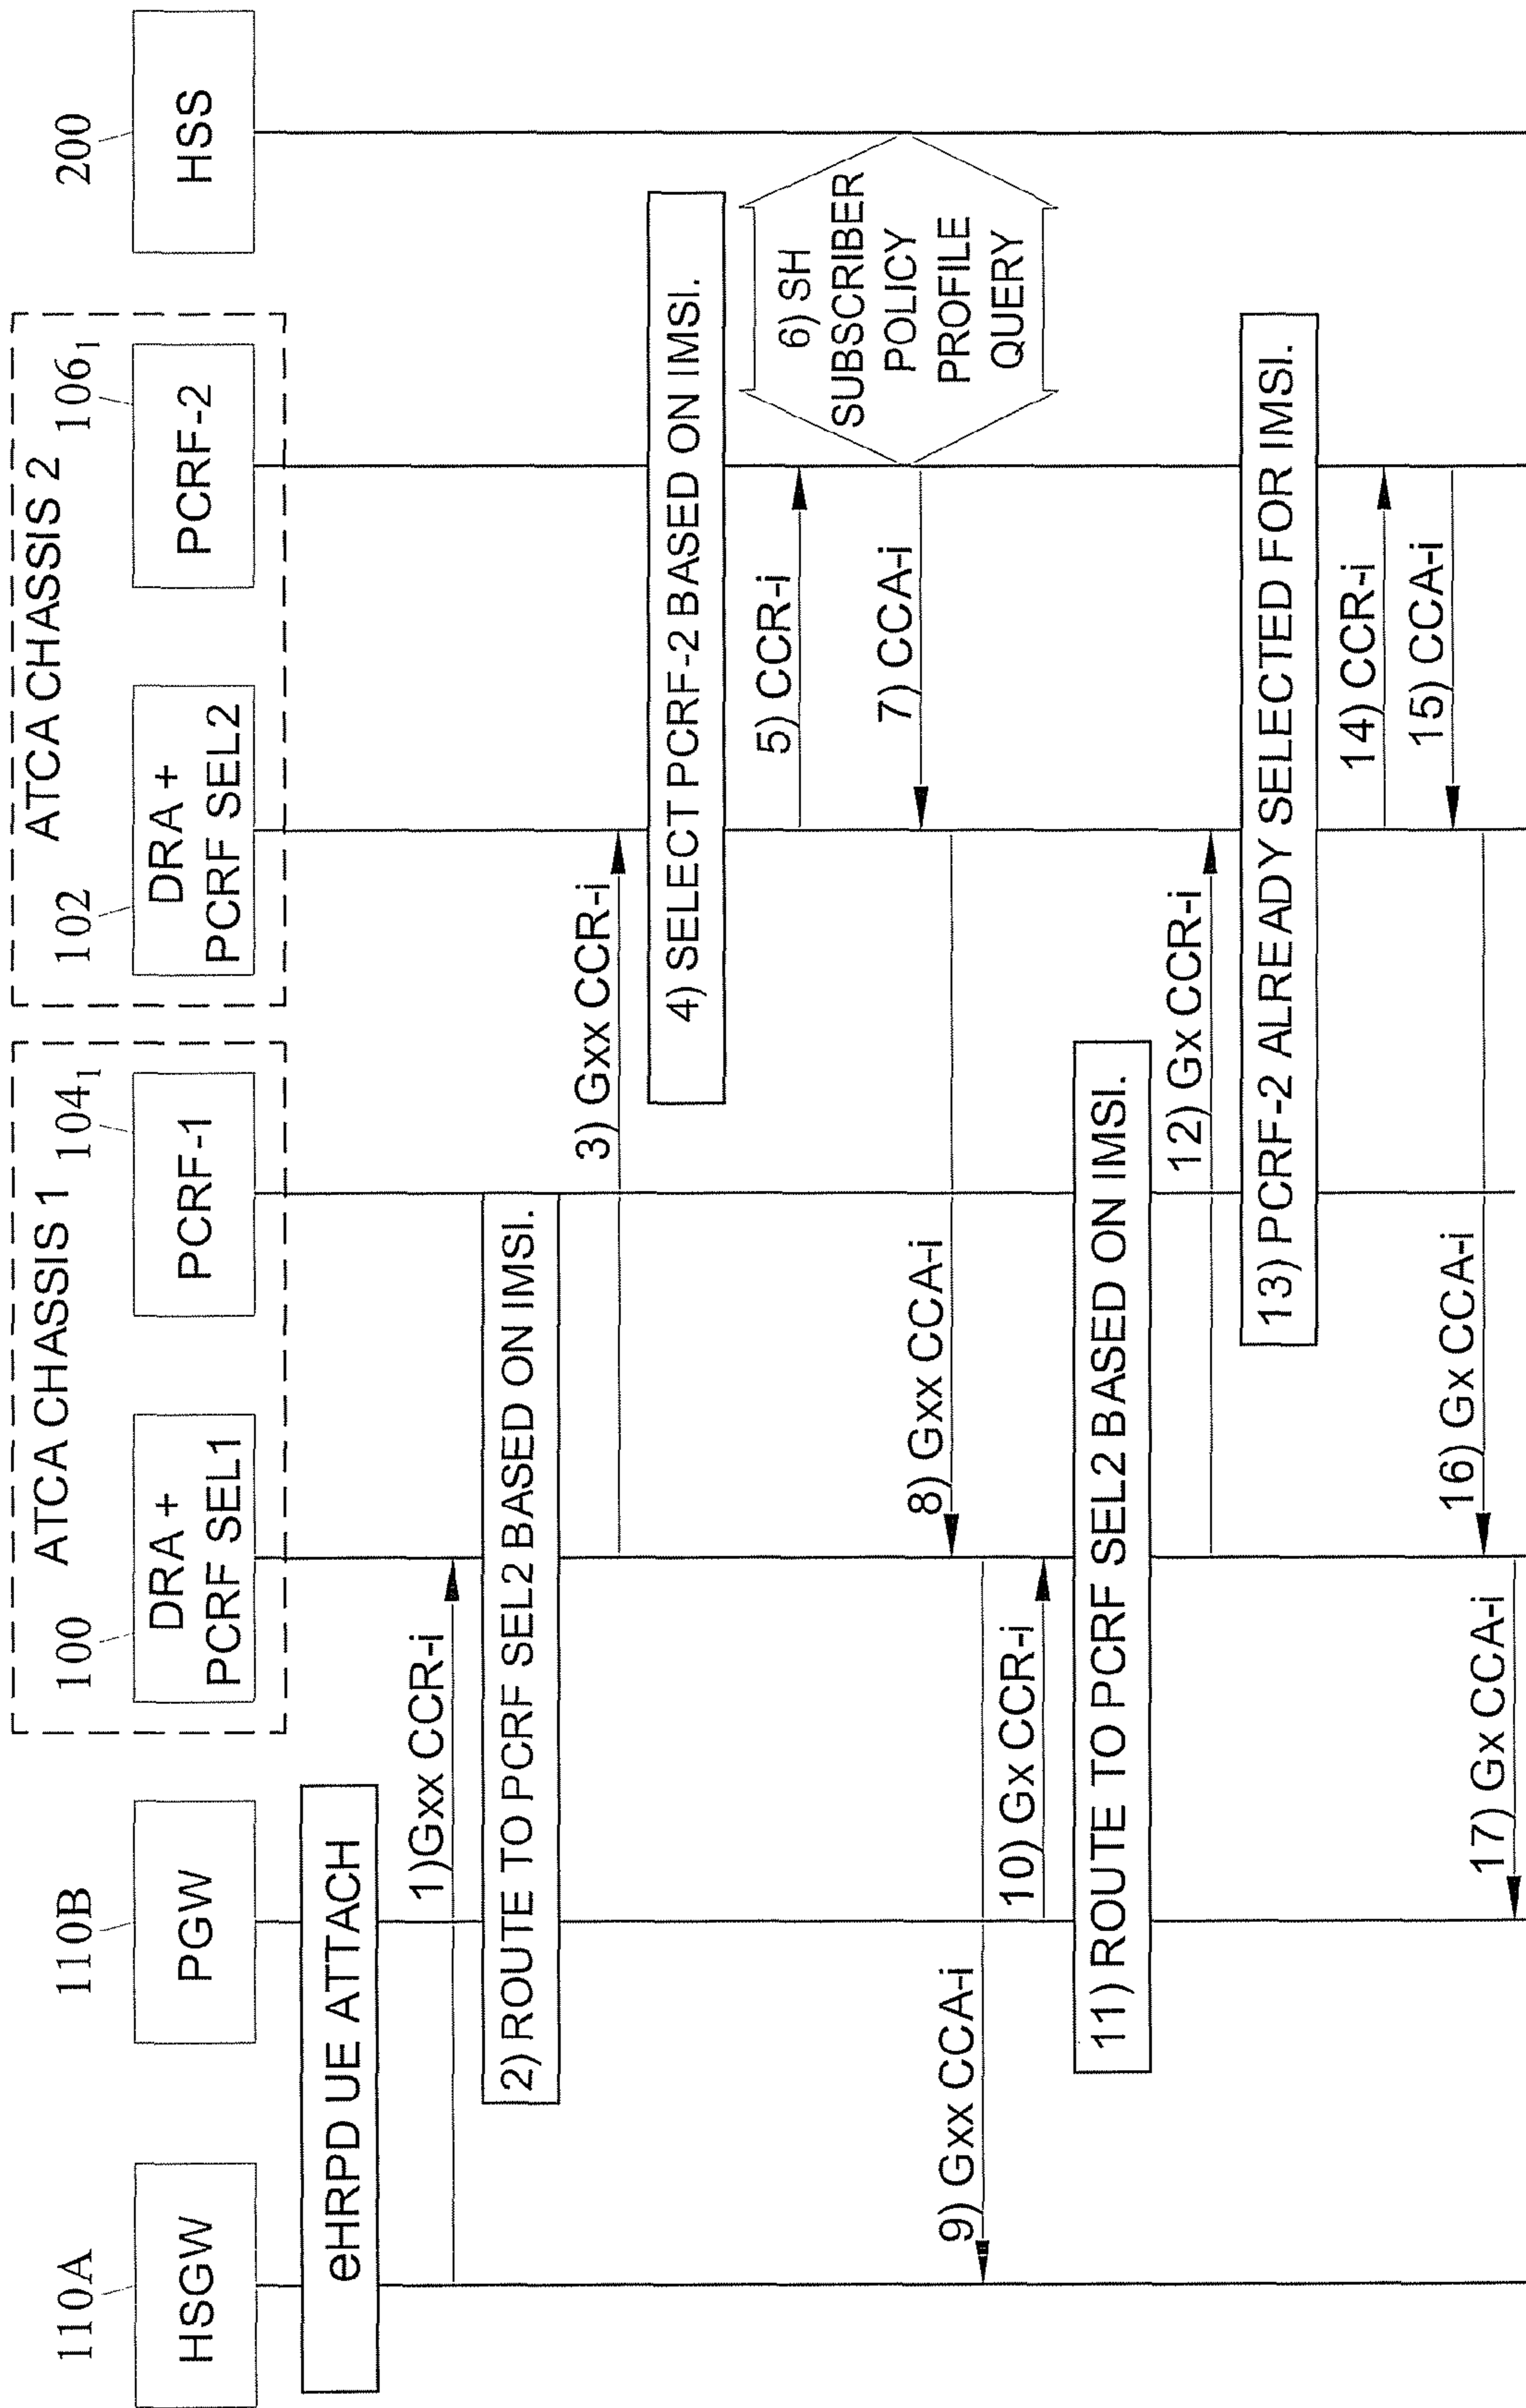 110A
HSGW
110B
PGW
ATCA CHASSIS 1
100
DRA +
PCRF SEL1
104₁
PCRF-1
ATCA CHASSIS 2
102
DRA +
PCRF SEL2
106₁
PCRF-2
200
HSS
eHRPD UE ATTACH
1)Gxx CCR-i
2) ROUTE TO PCRF SEL2 BASED ON IMSI.
3) Gxx CCR-i
4) SELECT PCRF-2 BASED ON IMSI.
5) CCR-i
6) SH
SUBSCRIBER
POLICY
PROFILE
QUERY
7) CCA-i
8) Gxx CCA-i
9) Gxx CCA-i
10) Gx CCR-i
11) ROUTE TO PCRF SEL2 BASED ON IMSI.
12) Gx CCR-i
13) PCRF-2 ALREADY SELECTED FOR IMSI.
14) CCR-i
15) CCA-i
16) Gx CCA-i
17) Gx CCA-i